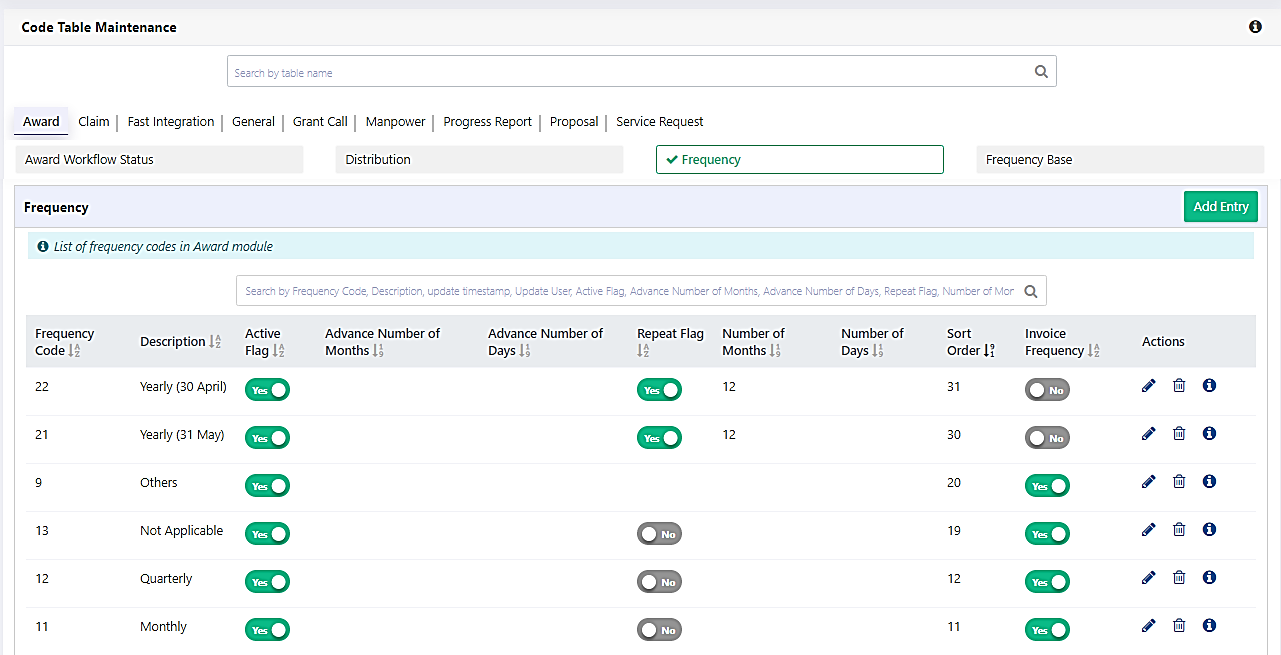 Code Table Maintenance
Search by table name
Award Claim Fast Integration General Grant Call Manpower Progress Report Proposal Service Request
Award Workflow Status Distribution Frequency Frequency Base
Frequency Add Entry
List of frequency codes in Award module
Search by Frequency Code, Description, update timestamp, Update User, Active Flag, Advance Number of Months, Advance Number of Days, Repeat Flag, Number of Mor
Frequency Code Description Active Flag Advance Number of Months Advance Number of Days Repeat Flag Number of Months Number of Days Sort Order Invoice Frequency Actions
22 Yearly (30 April) Yes Yes 12 31 No
21 Yearly (31 May) Yes Yes 12 30 No
9 Others Yes 20 Yes
13 Not Applicable Yes No 19 Yes
12 Quarterly Yes No 12 Yes
11 Monthly Yes No 11 Yes